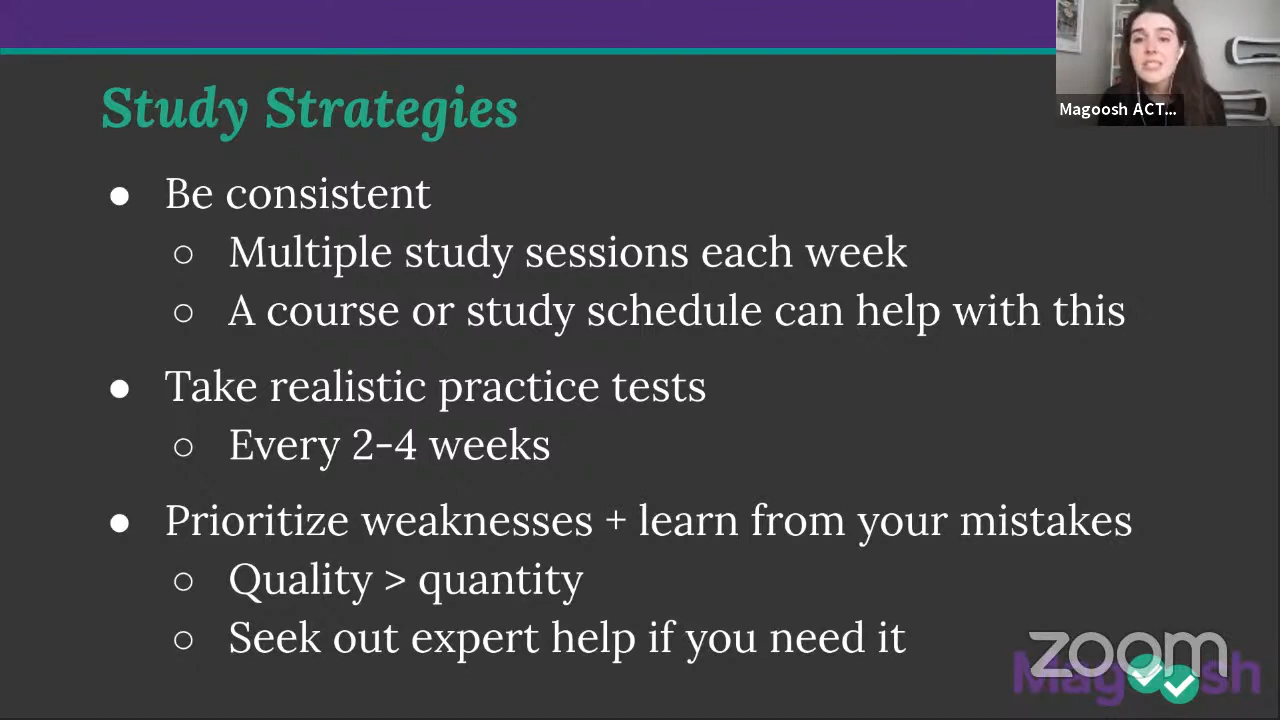 Study Strategies
Magoosh ACT...
● Be consistent
○ Multiple study sessions each week
○ A course or study schedule can help with this
● Take realistic practice tests
○ Every 2-4 weeks
● Prioritize weaknesses + learn from your mistakes
○ Quality > quantity
○ Seek out expert help if you need it
zoom
Magoosh